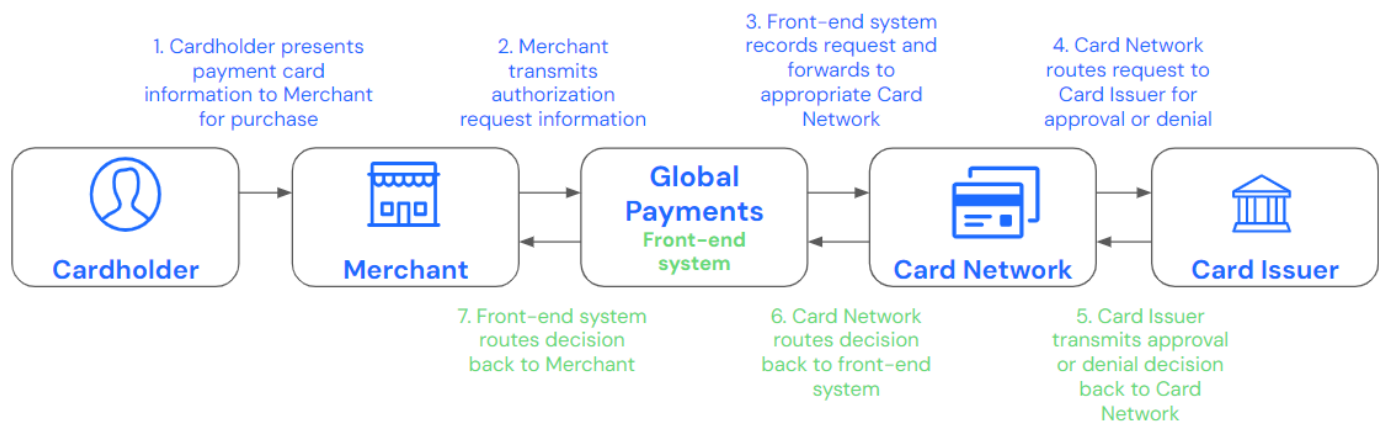 1. Cardholder presents
payment card
information to Merchant
for purchase
2. Merchant
transmits
authorization
request information
3. Front-end system
records request and
forwards to
appropriate Card
Network
4. Card Network
routes request to
Card Issuer for
approval or denial
Cardholder
Merchant
Global
Payments
Front-end
system
Card Network
Card Issuer
7. Front-end system
routes decision
back to Merchant
6. Card Network
routes decision
back to front-end
system
5. Card Issuer
transmits approval
or denial decision
back to Card
Network